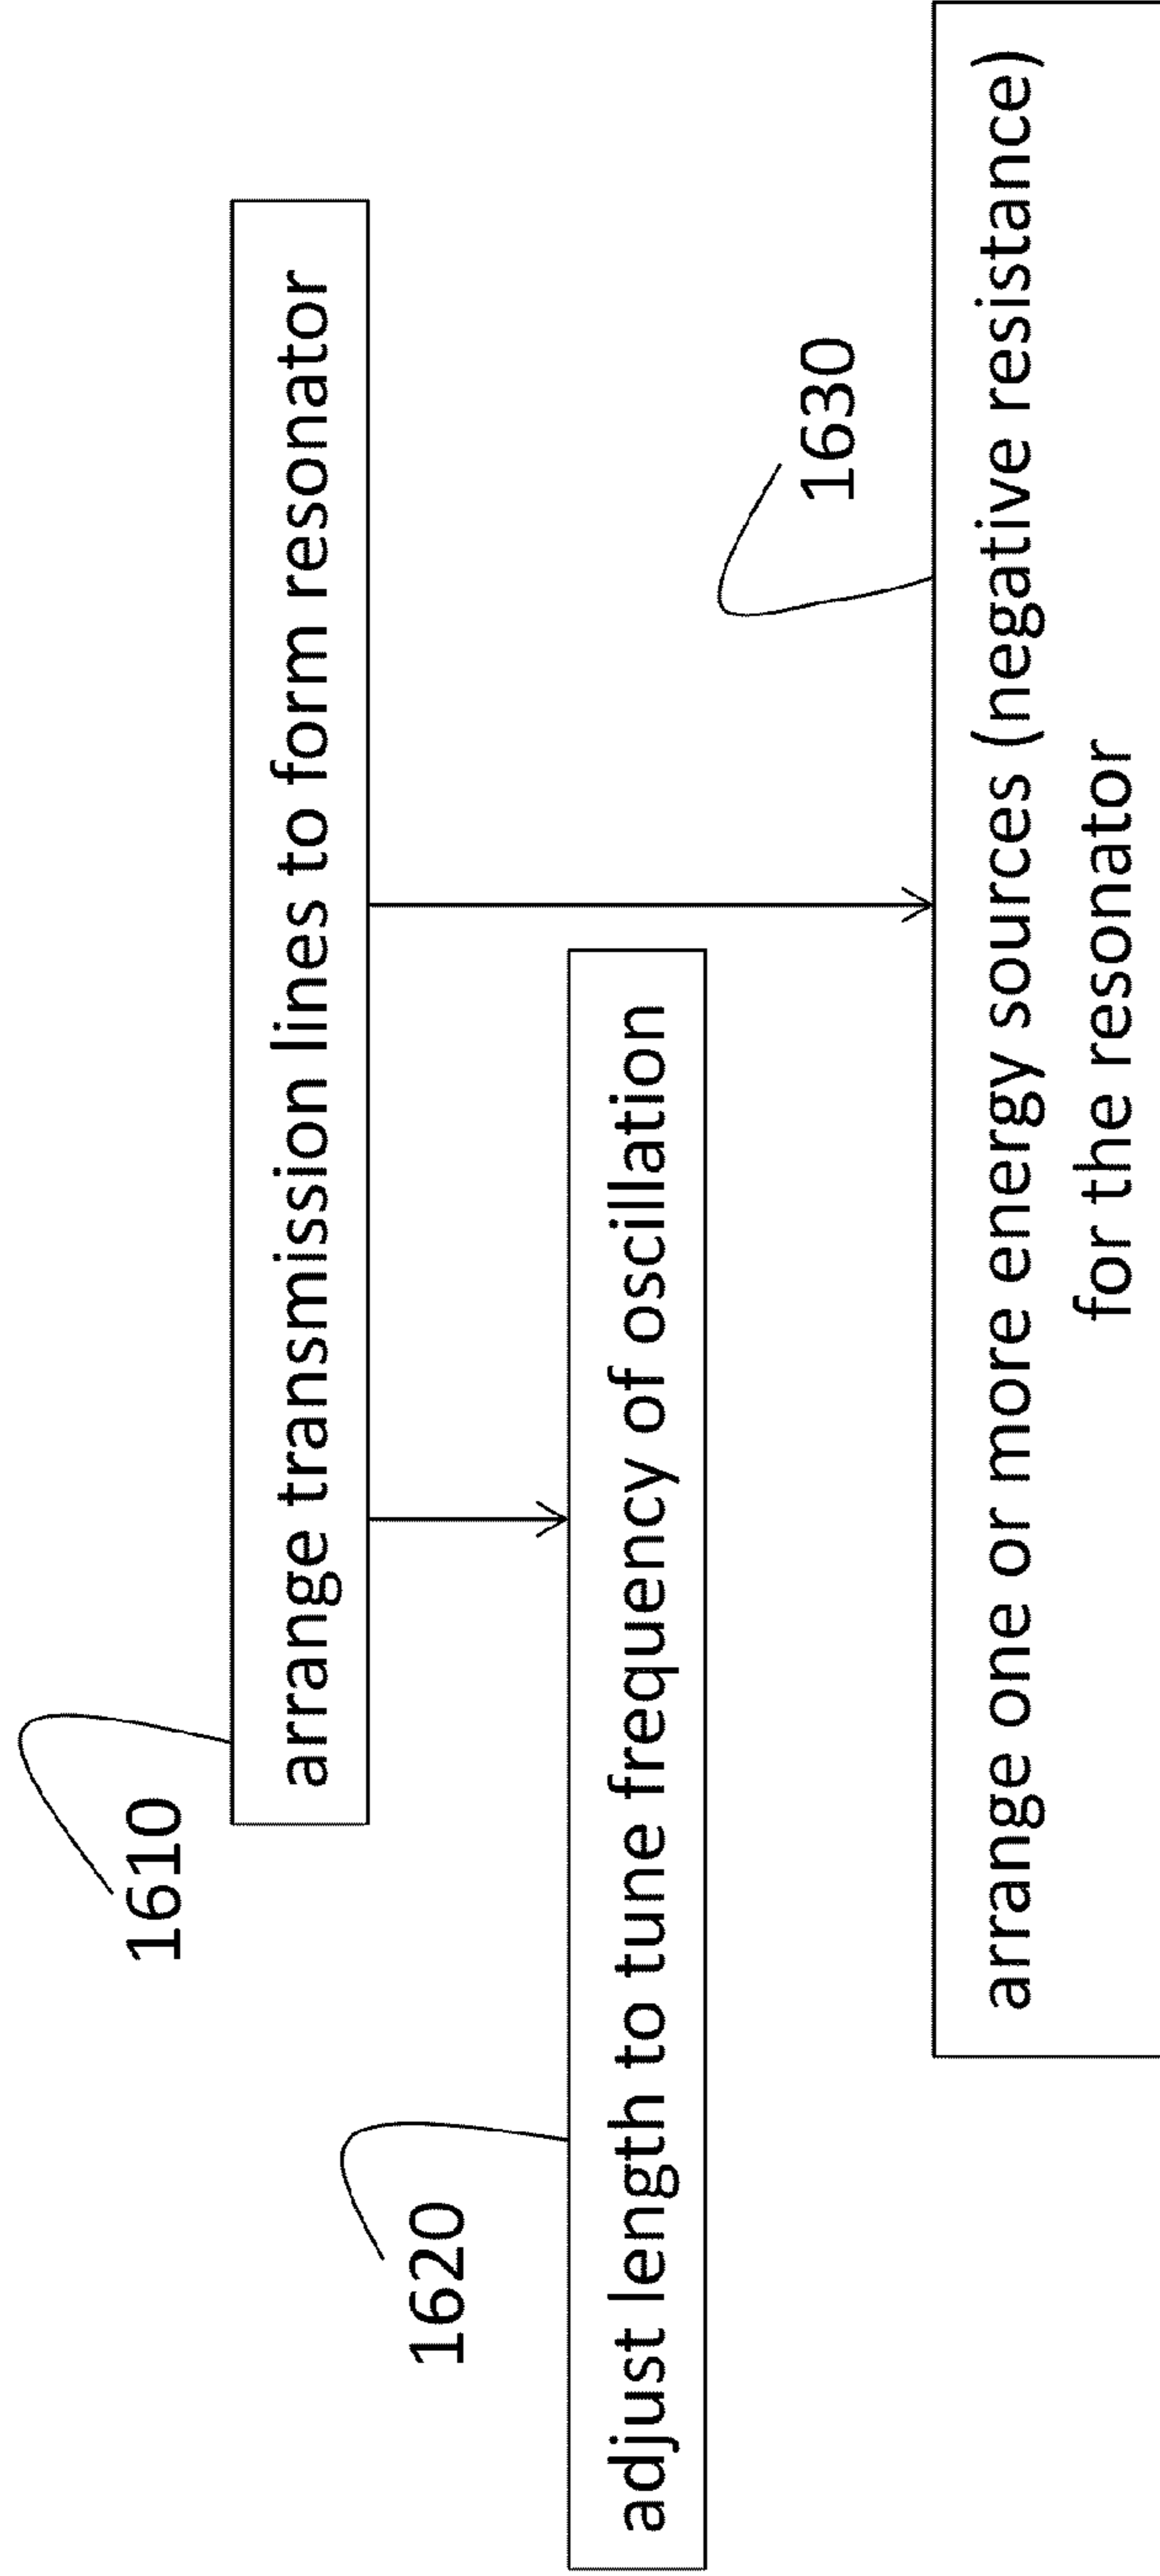 1610
arrange transmission lines to form resonator
1620
adjust length to tune frequency of oscillation
1630
arrange one or more energy sources (negative resistance)
for the resonator